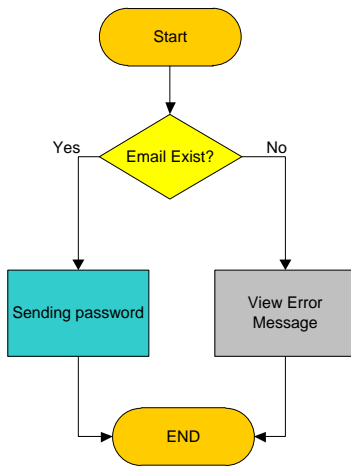 Start
Email Exist?
Yes
No
Sending password
View Error
Message
END